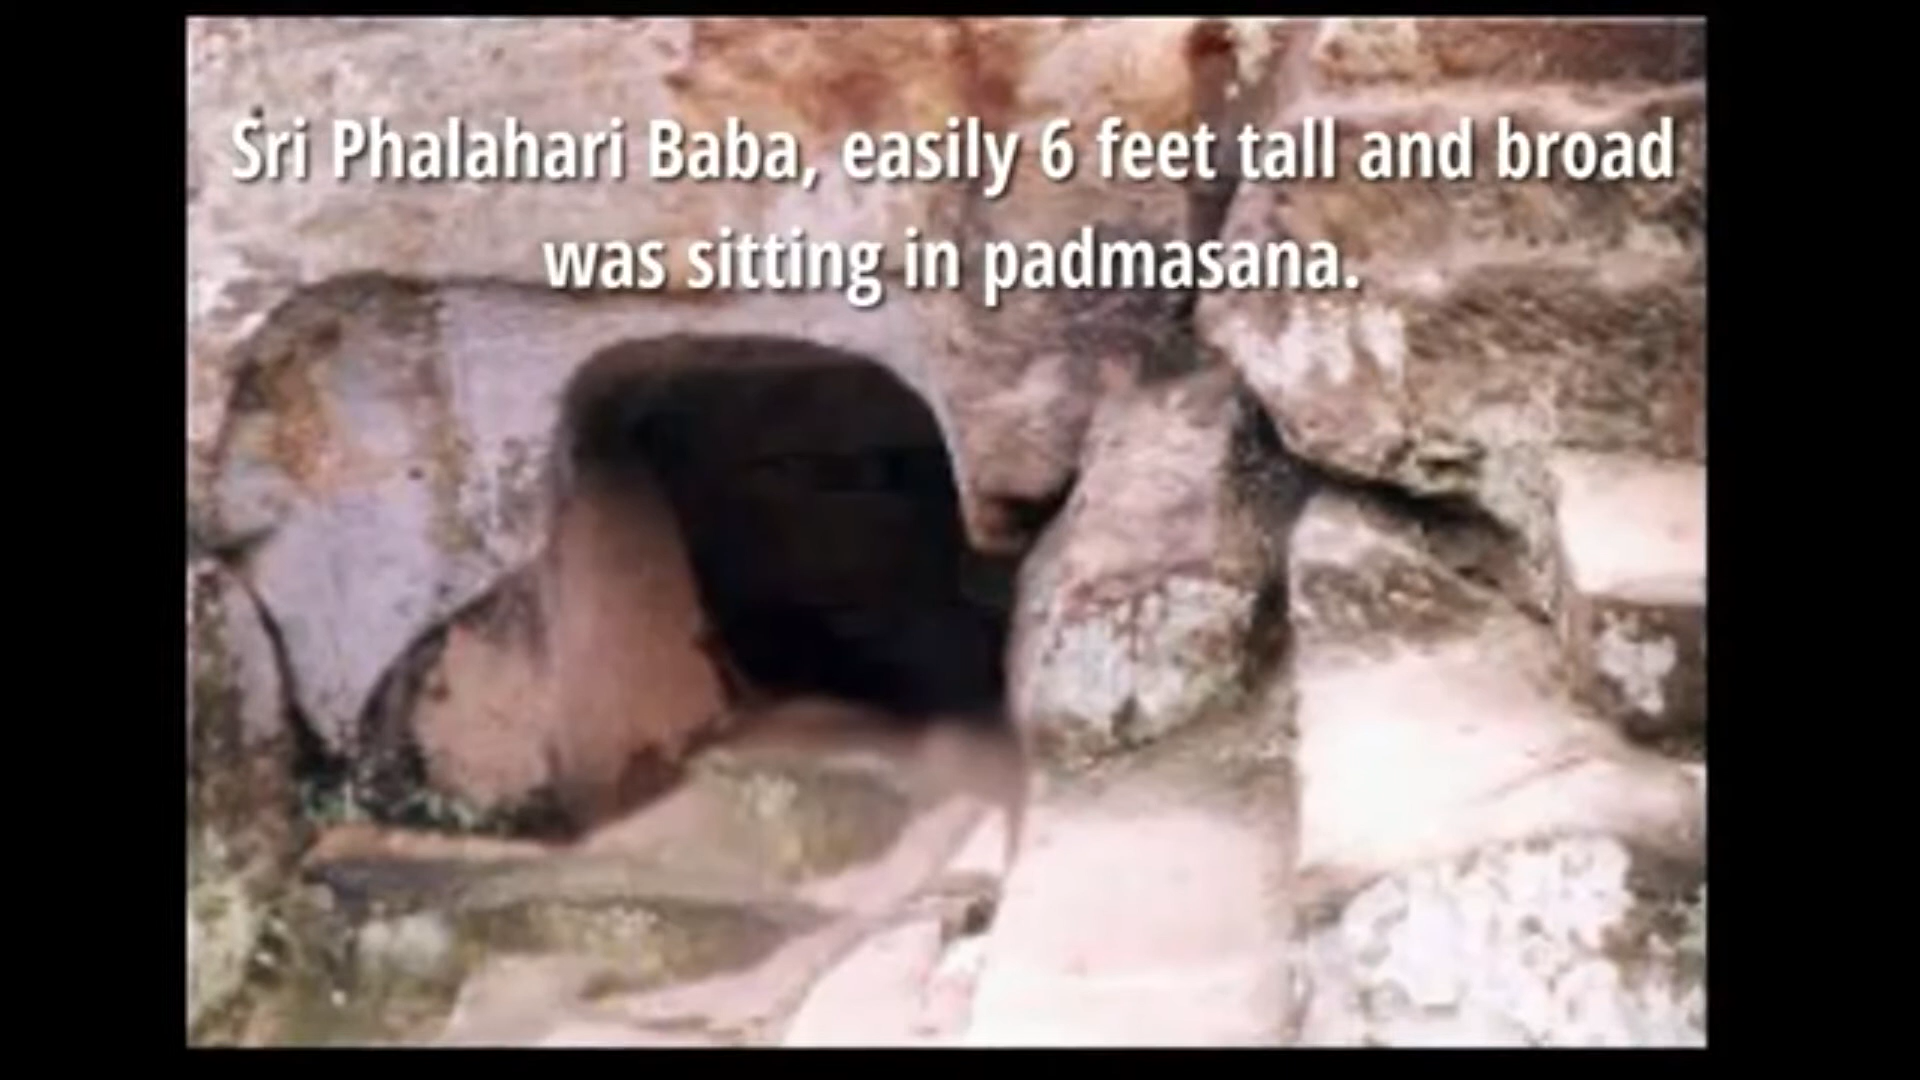 Sri Phalahari Baba, easily 6 feet tall and broad
was sitting in padmasana.